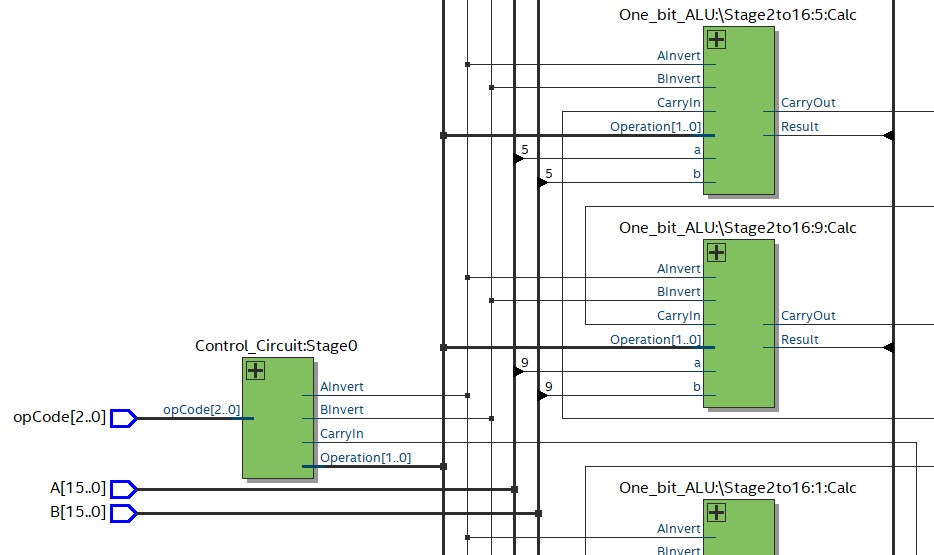 One_bit_ALU:\Stage2to16:5:Calc
AInvert
BInvert
CarryIn
CarryOut
Operation[1..0]
Result
5
a
5
b
One_bit_ALU:\Stage2to16:9:Calc
AInvert
BInvert
CarryIn
CarryOut
Operation[1..0]
Result
9
a
9
b
Control_Circuit:Stage0
AInvert
opCode[2..0]
opCode[2..0]
BInvert
CarryIn
Operation[1..0]
A[15..0]
B[15..0]
One_bit_ALU:\Stage2to16:1:Calc
AInvert
BInvert